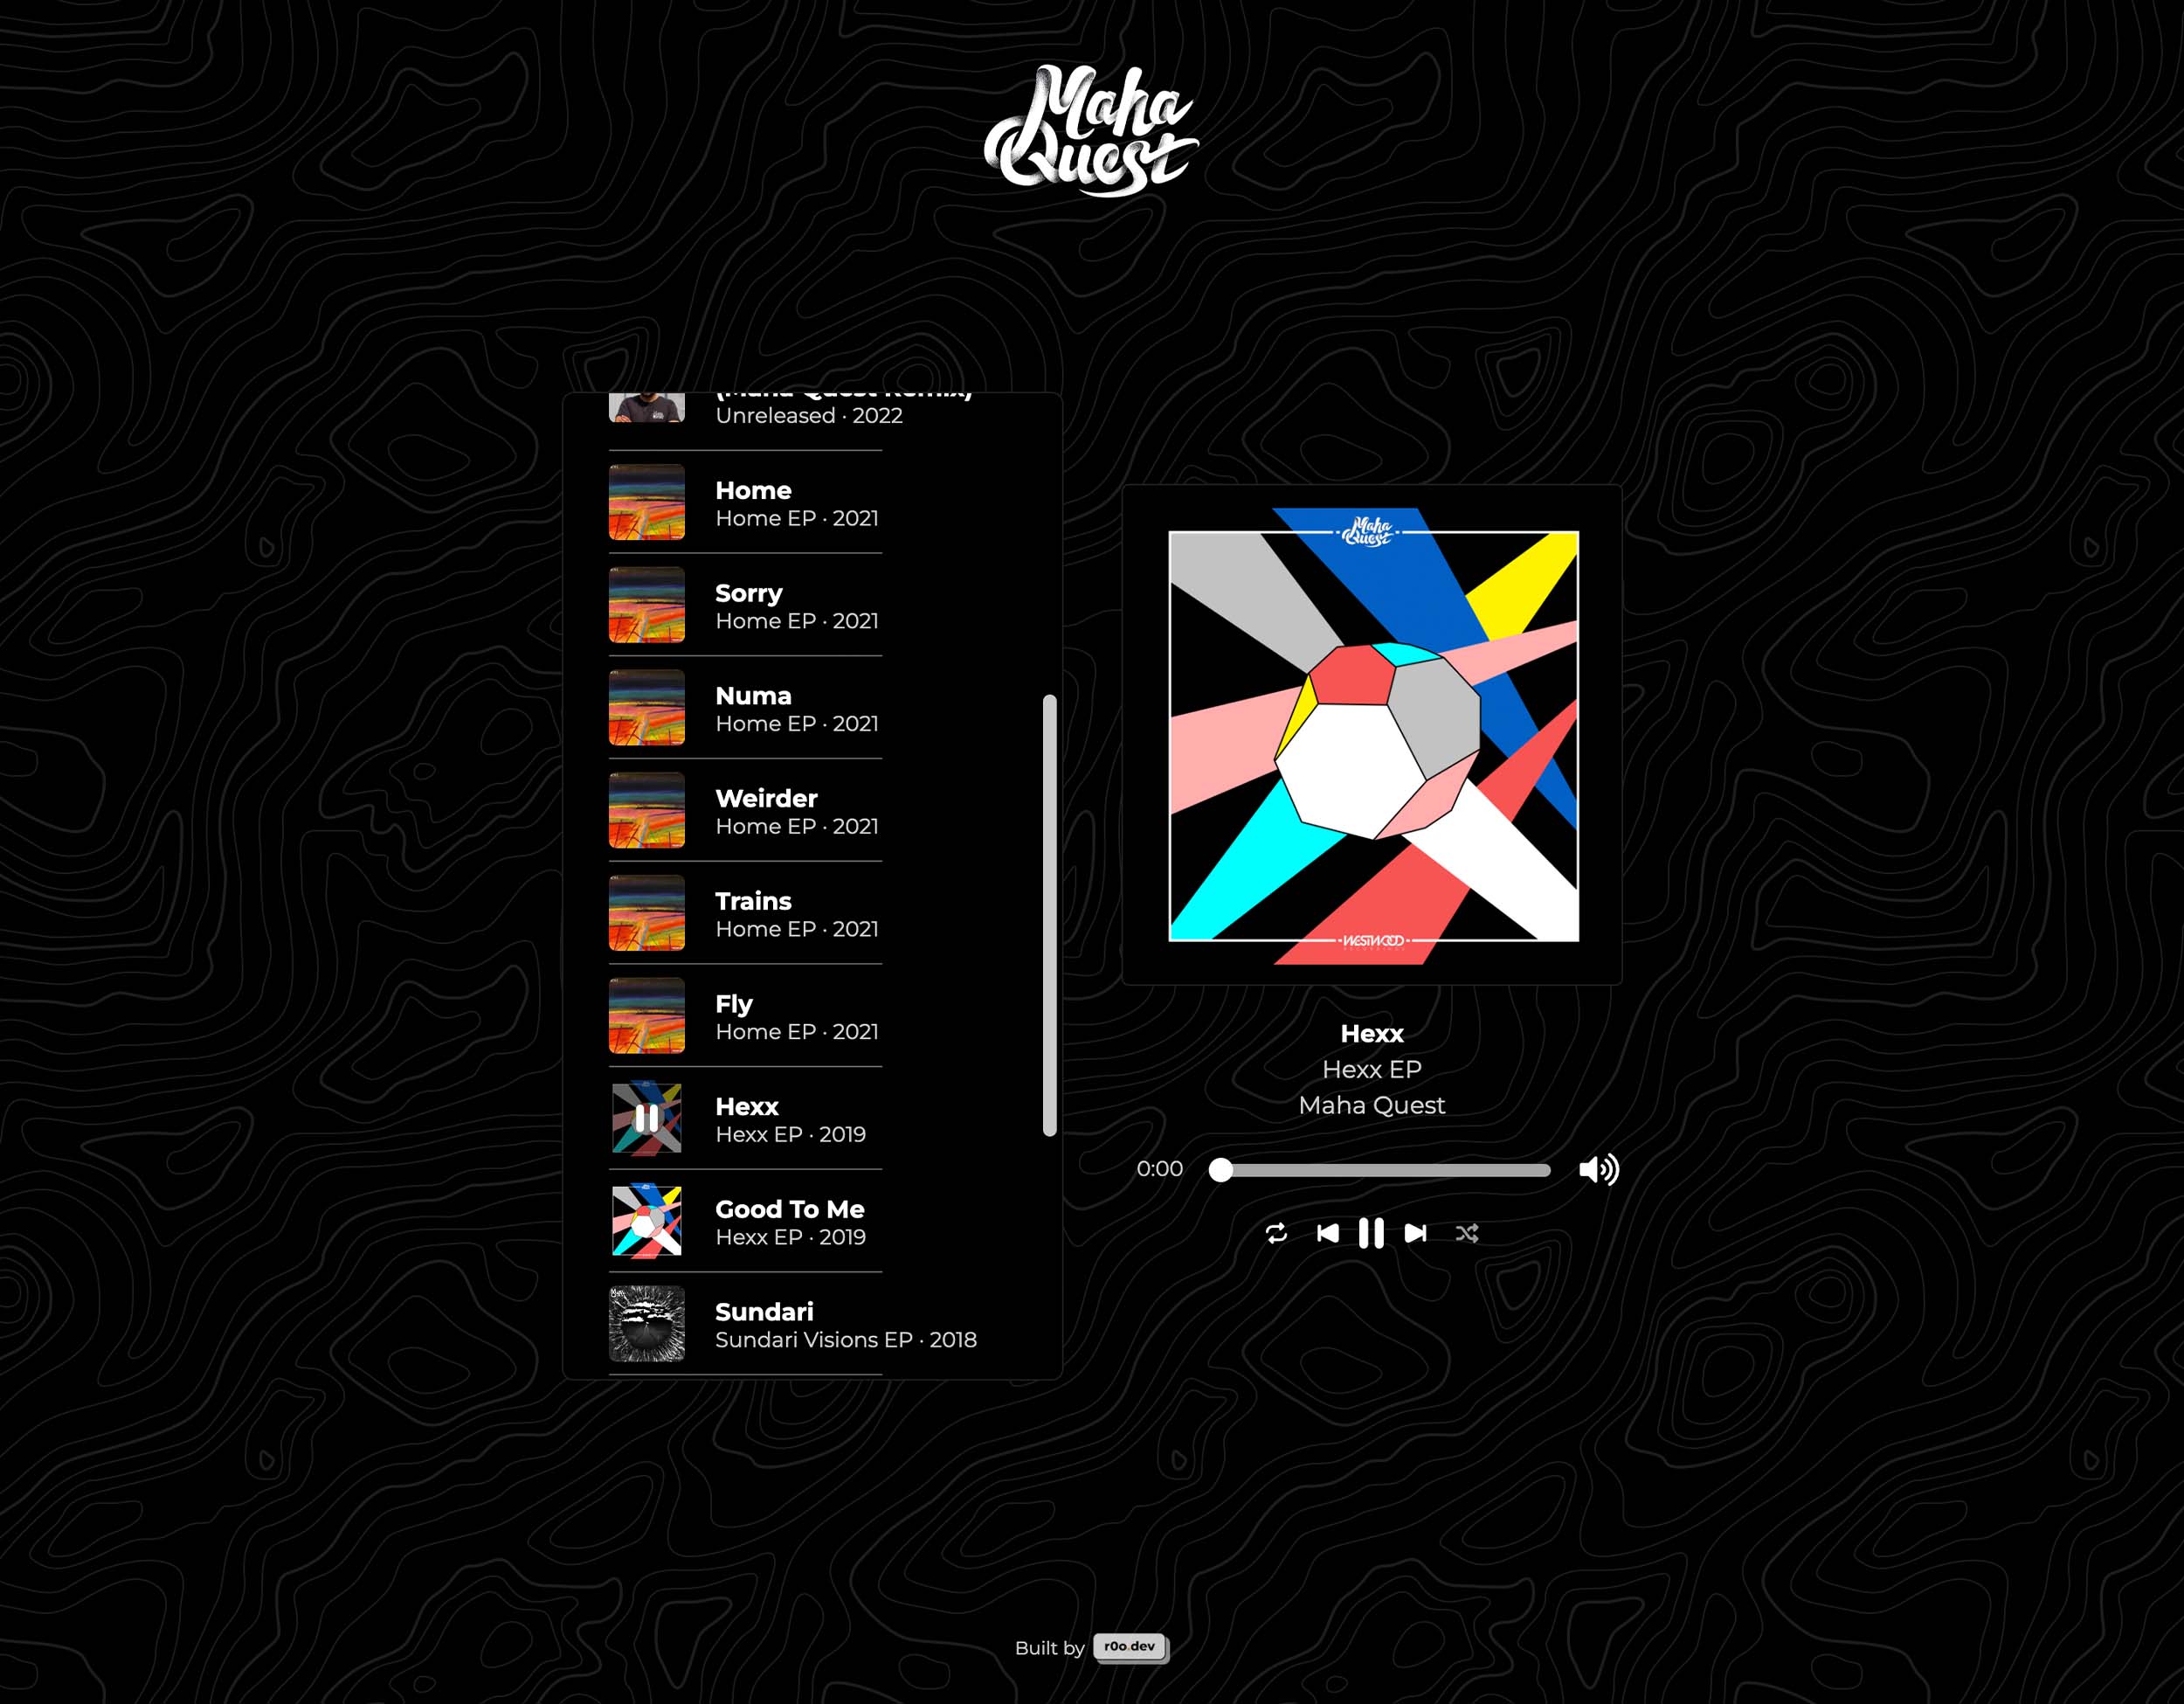 Maha
Quest
(Maha Quest Remix)
Unreleased · 2022
Home
Home EP · 2021
Sorry
Home EP · 2021
Numa
Home EP · 2021
Weirder
Home EP · 2021
Trains
Home EP · 2021
Fly
Home EP · 2021
Hexx
Hexx EP · 2019
Good To Me
Hexx EP · 2019
Sundari
Sundari Visions EP · 2018
Maha
Quest
WESTWOOD
RECORDINGS
Hexx
Hexx EP
Maha Quest
0:00
Built by r0o.dev